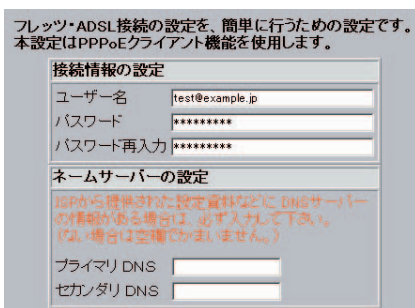 フレッツ・ADSL接続の設定を、簡単に行うための設定です。
本設定はPPPoEクライアント機能を使用します。
接続情報の設定
ユーザー名 test@example.jp
パスワード *********
パスワード再入力 *********
ネームサーバーの設定
ISPから提供された設定資料などに DNSサーバー
の情報がある場合は、必ず入力して下さい。
(ない場合は空欄でかまいません。)
プライマリ DNS
セカンダリ DNS